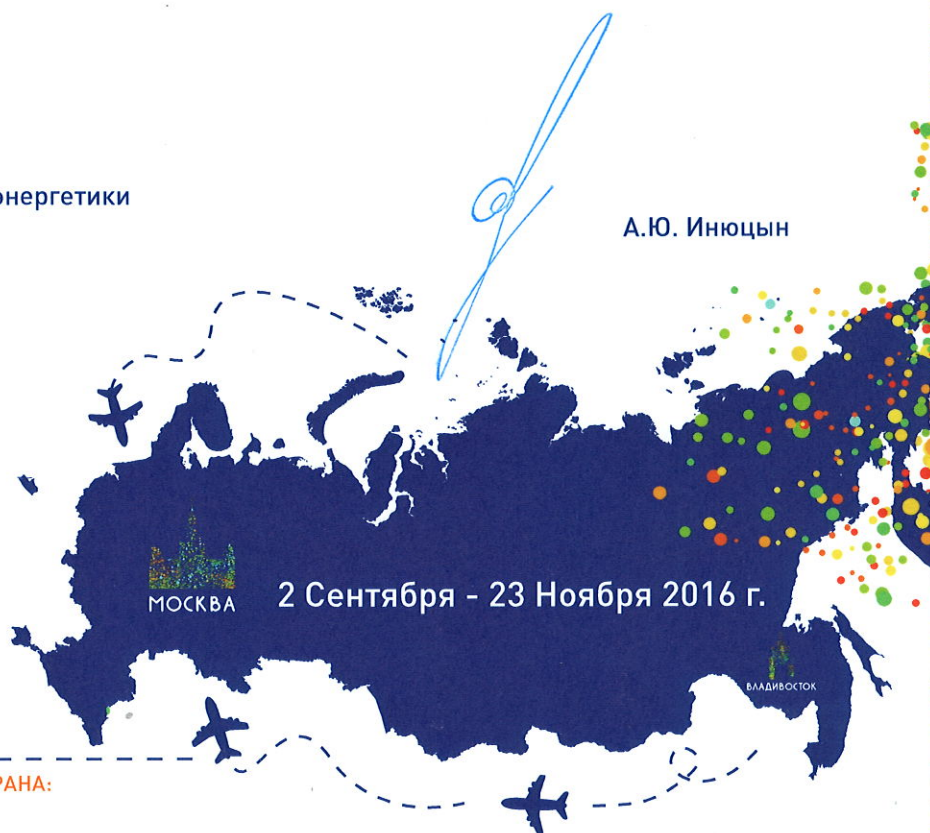 энергетики
А.Ю. Инюцын
МОСКВА
2 Сентября - 23 Ноября 2016 г.
ВЛАДИВОСТОК
РАНА: